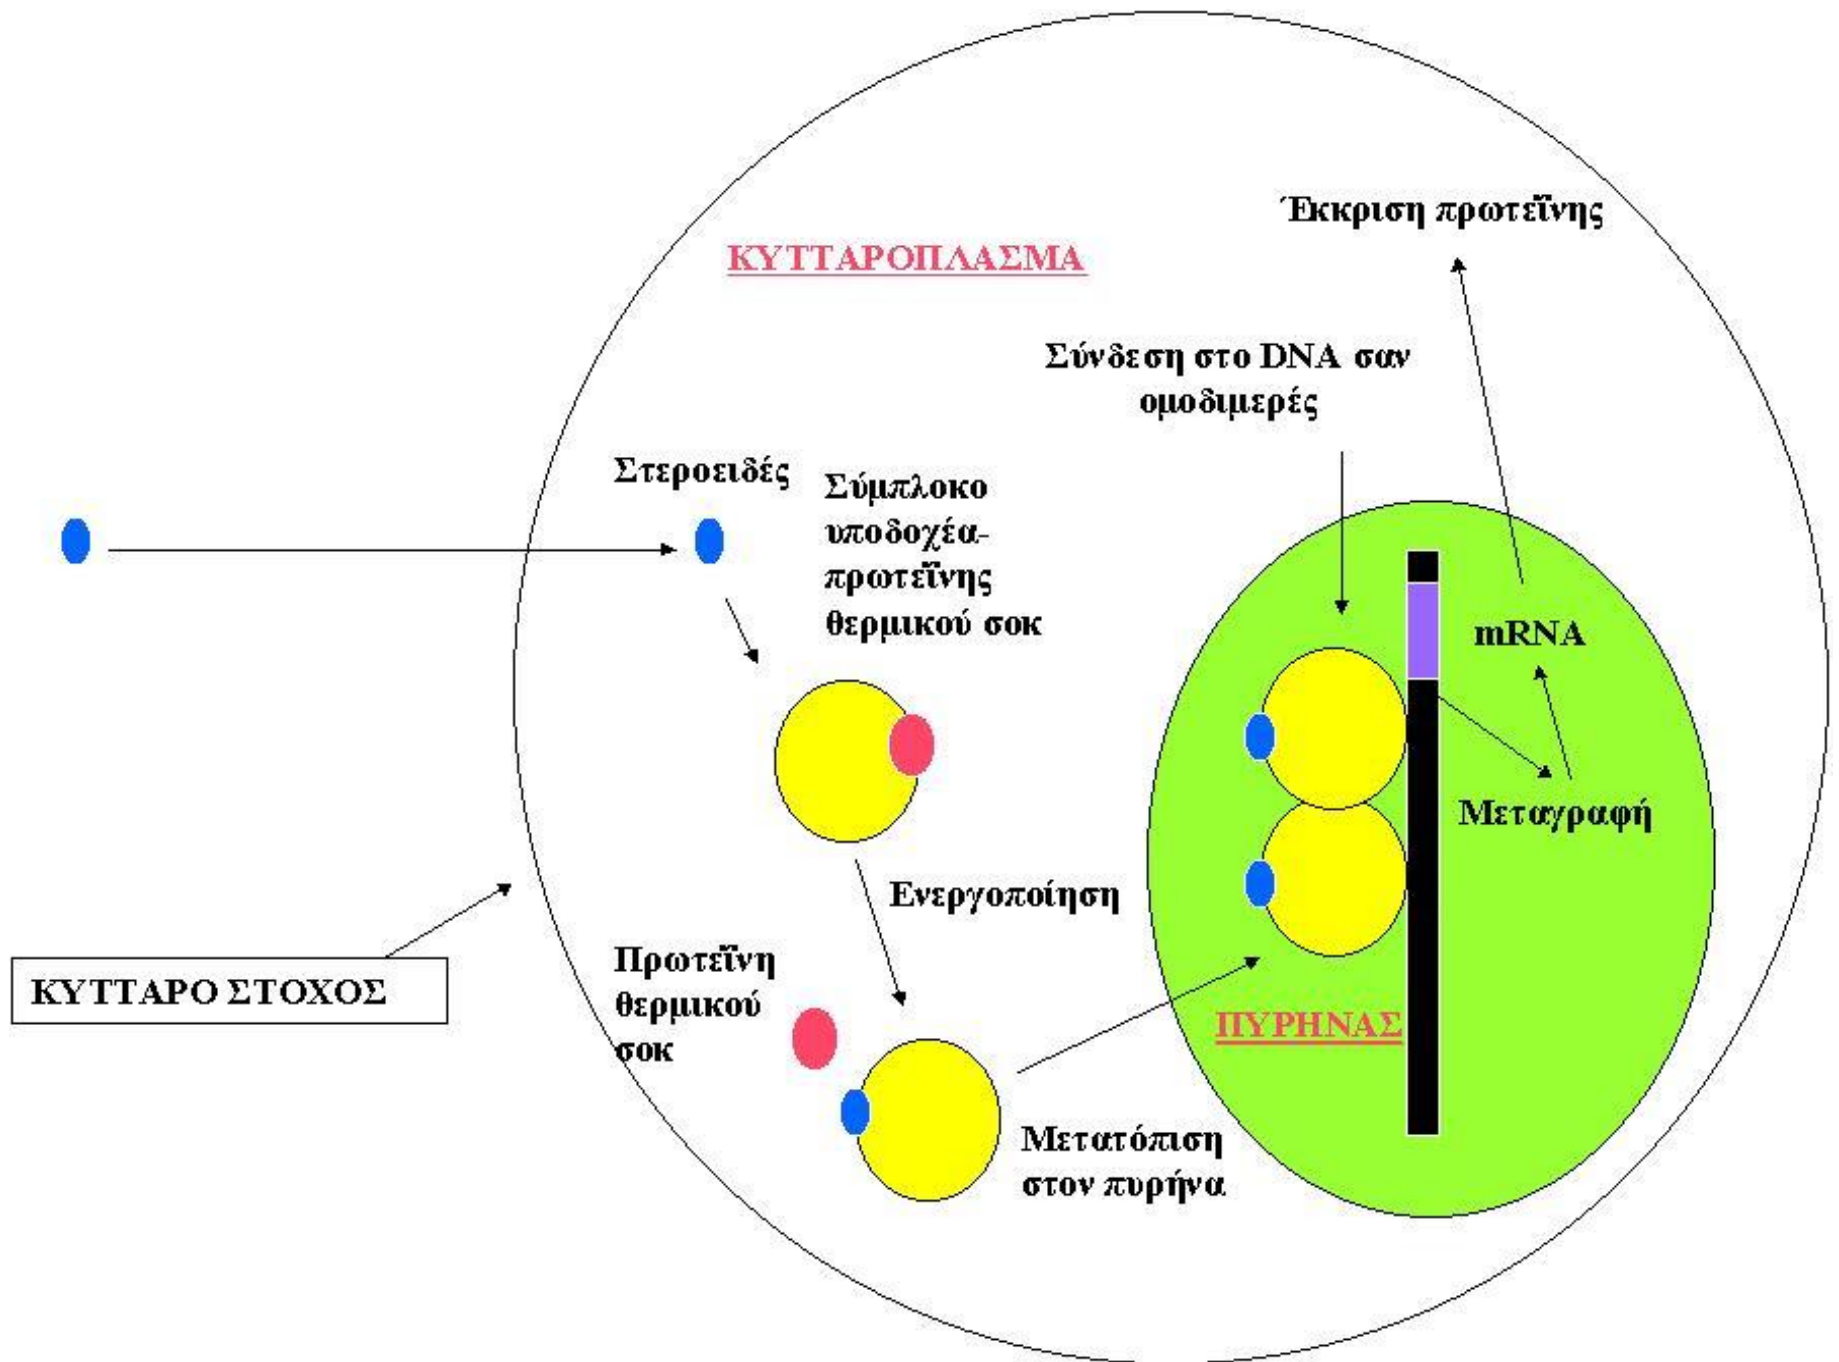 Έκκριση πρωτεΐνης
ΚΥΤΤΑΡΟΠΛΑΣΜΑ
Σύνδεση στο DNA σαν
ομοδιμερές
Στεροειδές
Σύμπλοκο
υποδοχέα-
πρωτεΐνης
θερμικού σοκ
mRNA
Μεταγραφή
Ενεργοποίηση
Πρωτεΐνη
θερμικού
σοκ
ΚΥΤΤΑΡΟ ΣΤΟΧΟΣ
ΠΥΡΗΝΑΣ
Μετατόπιση
στον πυρήνα